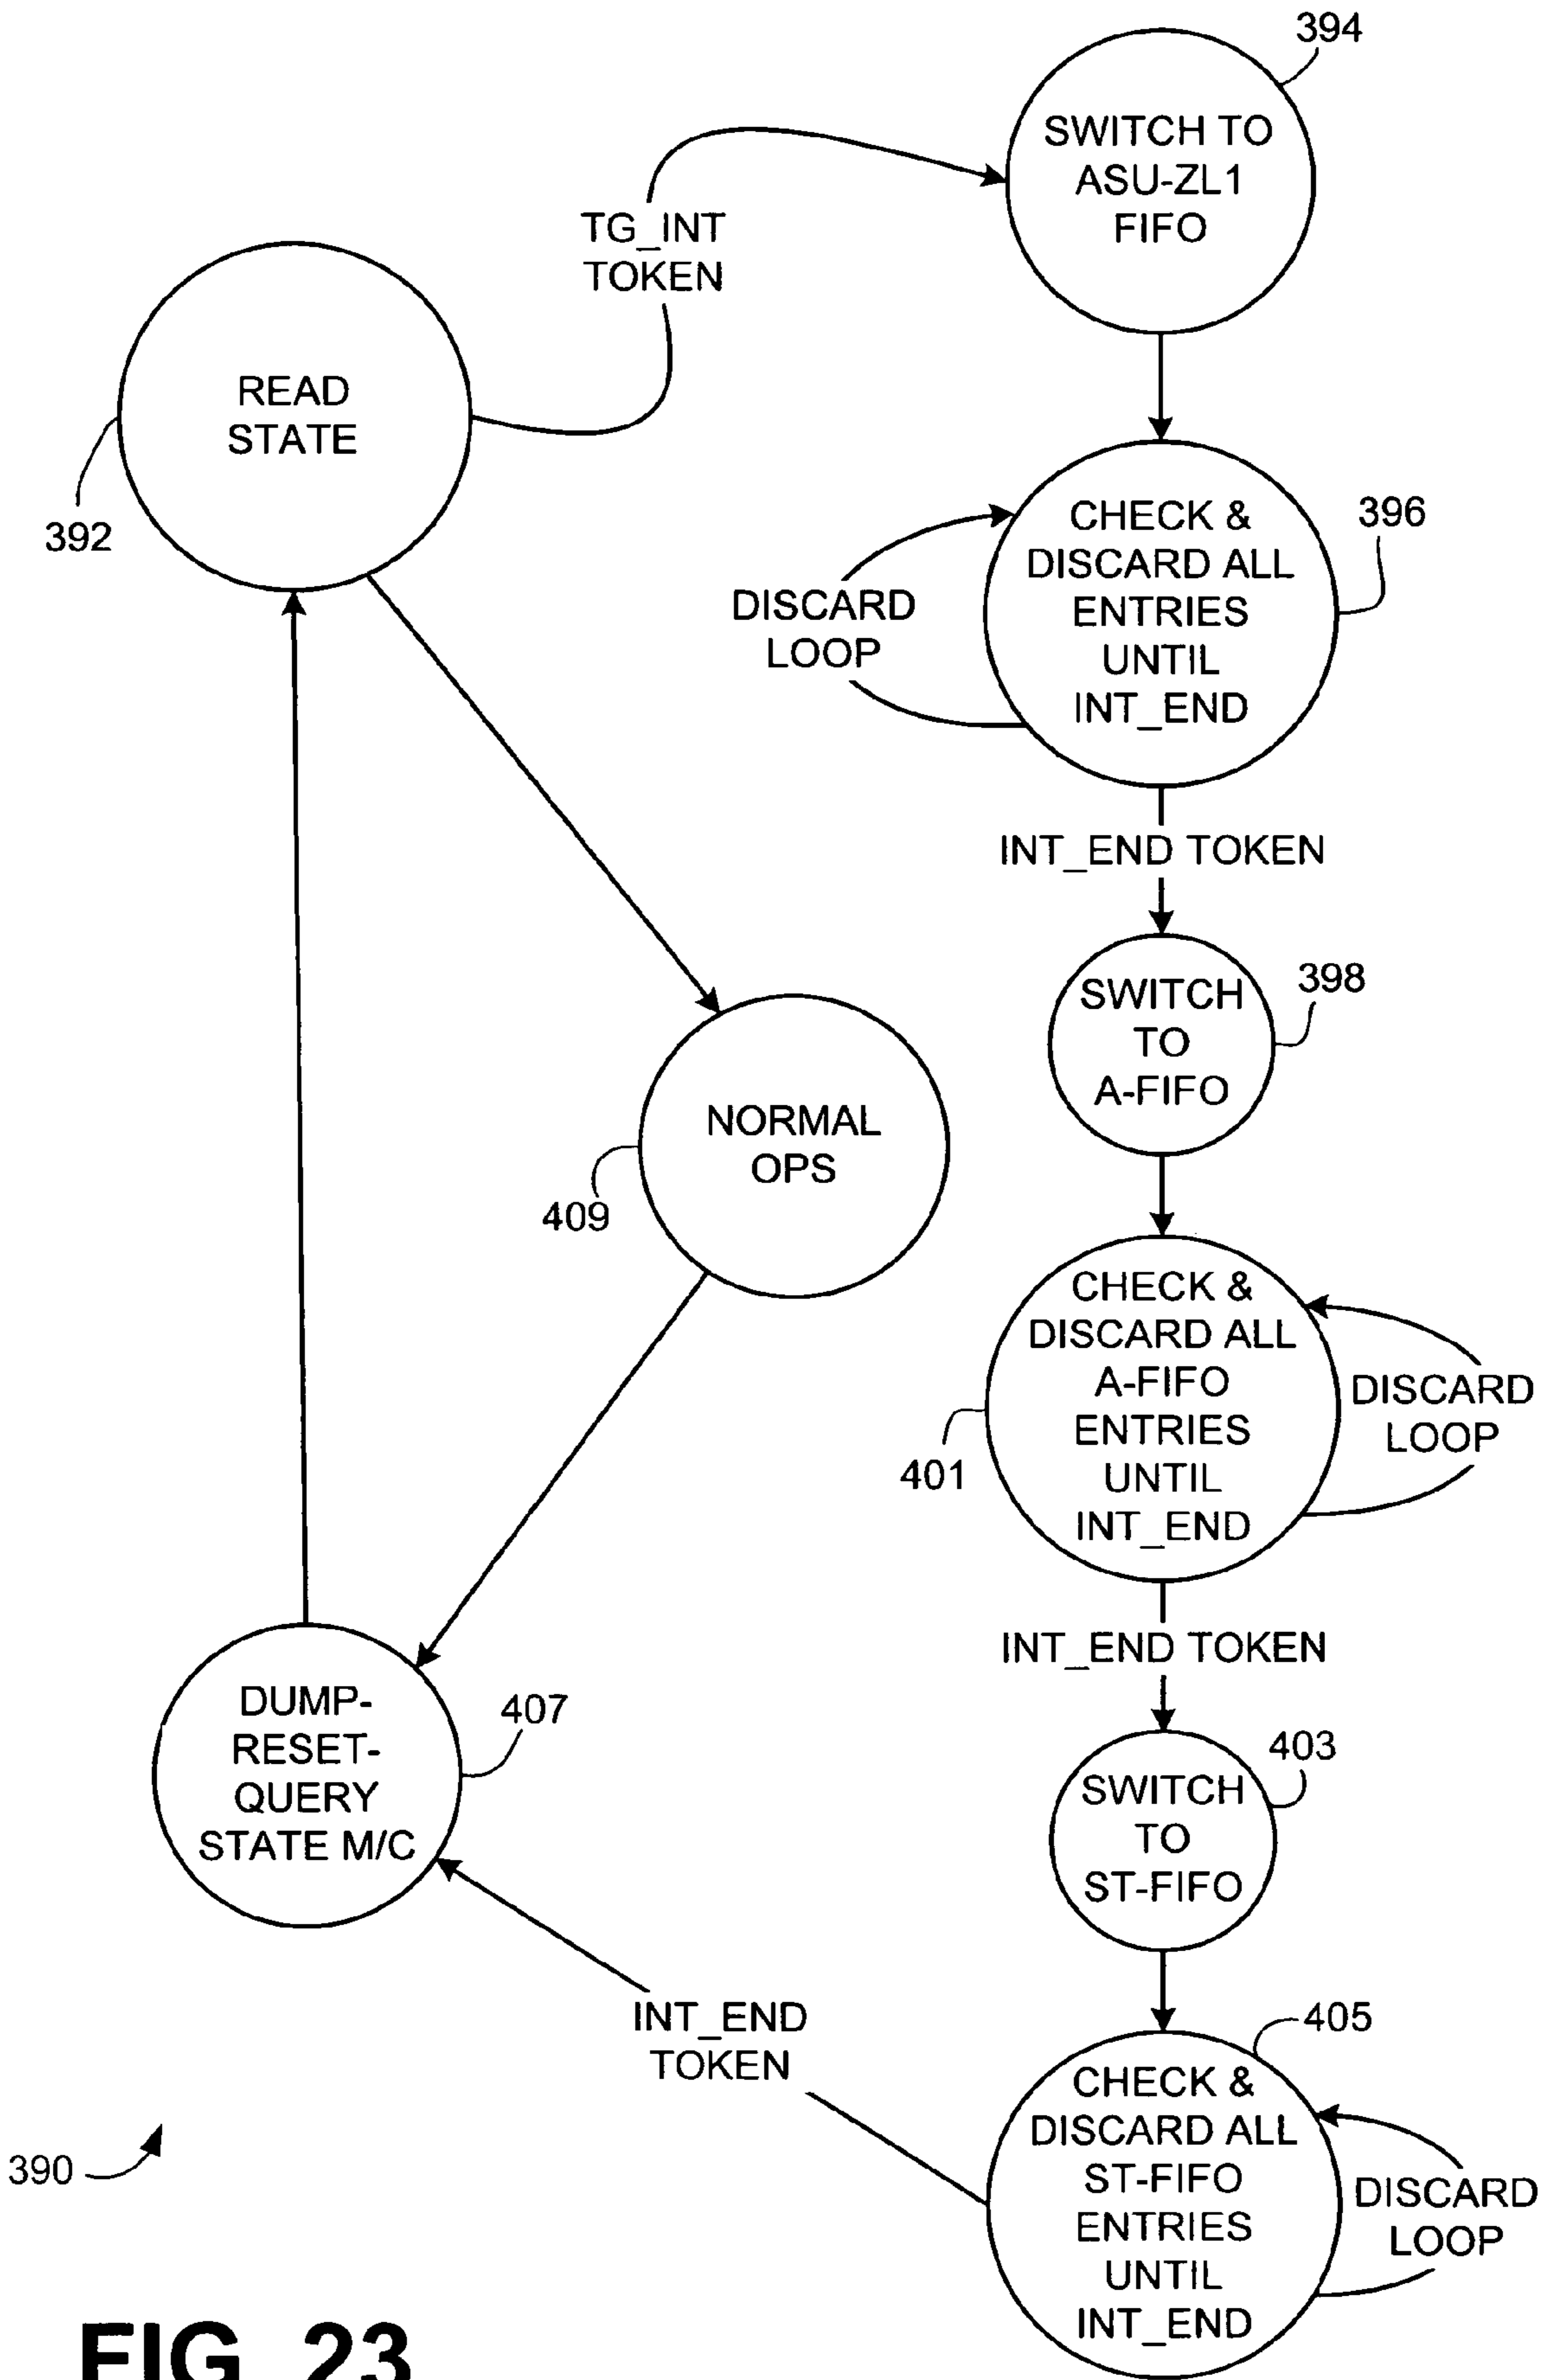 394
SWITCH TO
ASU-ZL1
FIFO
TG_INT
TOKEN
READ
STATE
392
CHECK &
DISCARD ALL
ENTRIES
UNTIL
INT_END
396
DISCARD
LOOP
INT_END TOKEN
SWITCH
TO
A-FIFO
398
NORMAL
OPS
409
CHECK &
DISCARD ALL
A-FIFO
ENTRIES
UNTIL
INT_END
401
DISCARD
LOOP
INT_END TOKEN
DUMP-
RESET-
QUERY
STATE M/C
407
SWITCH
TO
ST-FIFO
403
INT_END
TOKEN
405
CHECK &
DISCARD ALL
ST-FIFO
ENTRIES
UNTIL
INT_END
DISCARD
LOOP
390
FIG. 23